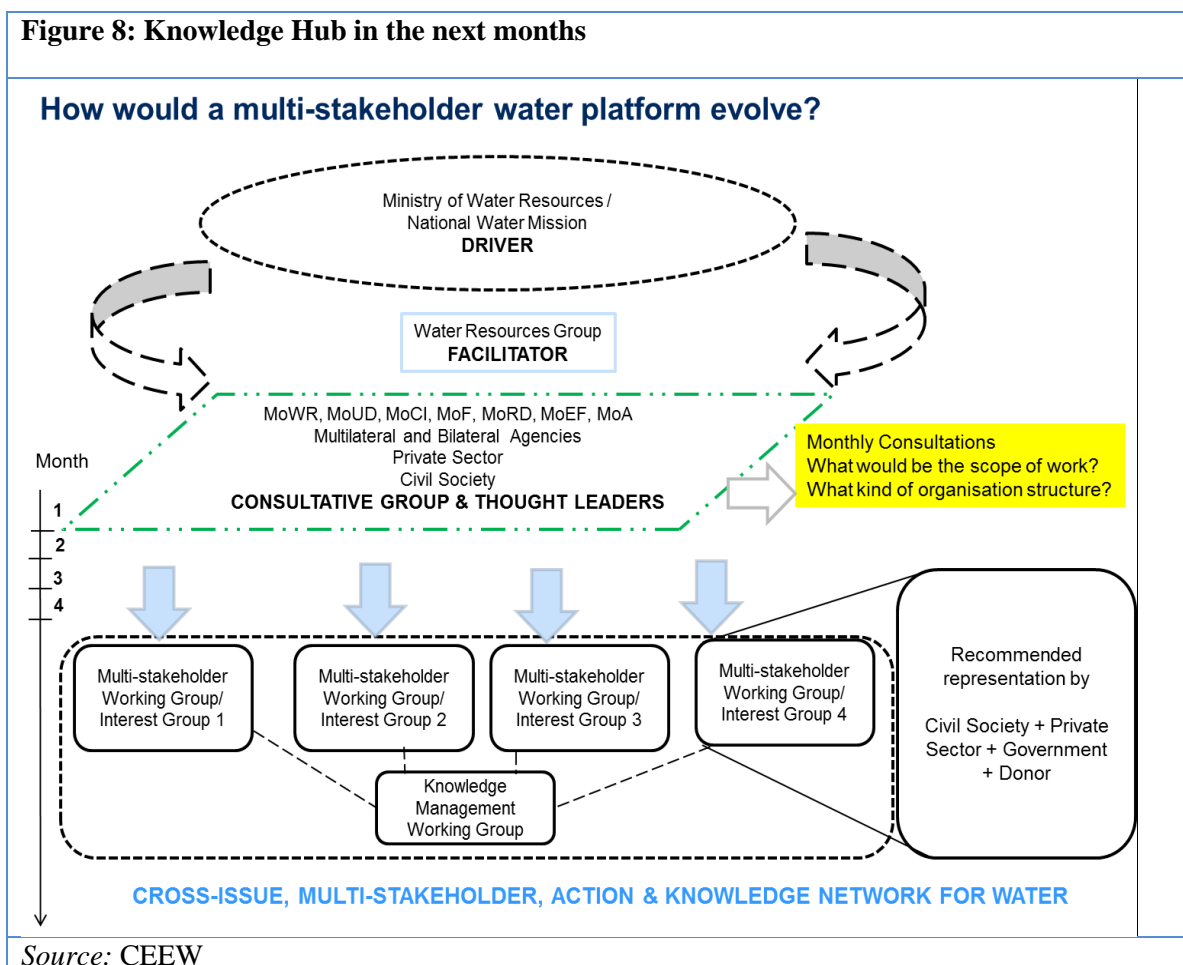 Figure 8: Knowledge Hub in the next months
How would a multi-stakeholder water platform evolve?
Ministry of Water Resources /
National Water Mission
DRIVER
Water Resources Group
FACILITATOR
MoWR, MoUD, MoCI, MoF, MoRD, MoEF, MoA
Multilateral and Bilateral Agencies
Private Sector
Civil Society
CONSULTATIVE GROUP & THOUGHT LEADERS
Monthly Consultations
What would be the scope of work?
What kind of organisation structure?
Month
1
2
3
4
Multi-stakeholder
Working Group/
Interest Group 1
Multi-stakeholder
Working Group/
Interest Group 2
Multi-stakeholder
Working Group/
Interest Group 3
Multi-stakeholder
Working Group/
Interest Group 4
Recommended
representation by
Civil Society + Private
Sector + Government
+ Donor
Knowledge
Management
Working Group
CROSS-ISSUE, MULTI-STAKEHOLDER, ACTION & KNOWLEDGE NETWORK FOR WATER
Source: CEEW